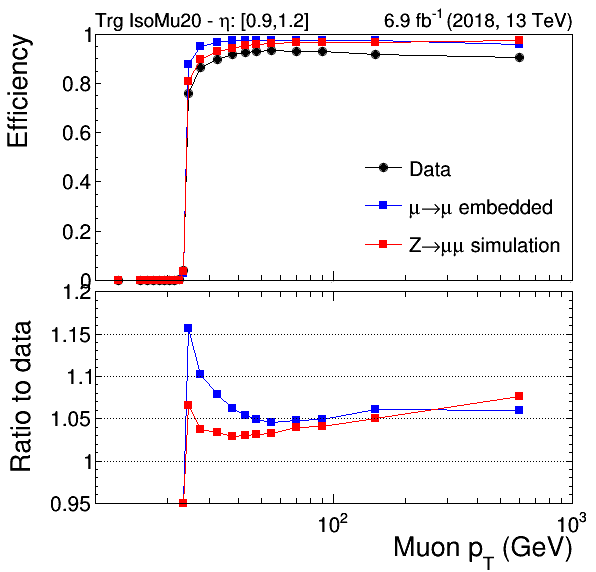 Trg IsoMu20 - η: [0.9,1.2] 6.9 fb⁻¹ (2018, 13 TeV)
Efficiency
1
0.8
0.6
0.4
0.2
0
Data
μ→μ embedded
Z→μμ simulation
Ratio to data
1.2
1.15
1.1
1.05
1
0.95
10² 10³
Muon p_T (GeV)